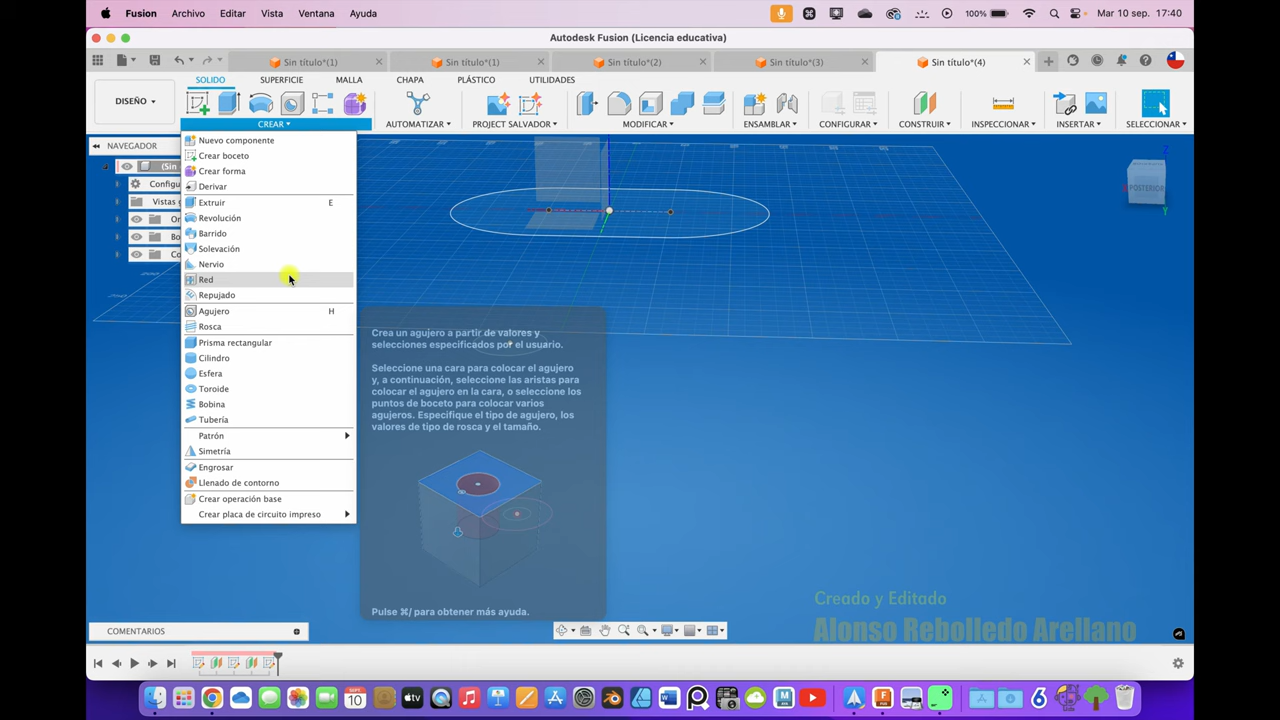 Fusion Archivo Editar Vista Ventana Ayuda
100% Mar 10 sep. 17:40
Autodesk Fusion (Licencia educativa)
Sin título*(1) Sin título*(1) Sin título*(2) Sin título*(3) Sin título*(4)
SOLIDO SUPERFICIE MALLA CHAPA PLÁSTICO UTILIDADES
DISEÑO
CREAR AUTOMATIZAR PROJECT SALVADOR MODIFICAR ENSAMBLAR CONFIGURAR CONSTRUIR INSPECCIONAR INSERTAR SELECCIONAR
NAVEGADOR
(Sin
Configu
Vistas g
Or
Bo
Co
Nuevo componente
Crear boceto
Crear forma
Derivar
Extruir E
Revolución
Barrido
Solevación
Nervio
Red
Repujado
Agujero H
Rosca
Prisma rectangular
Cilindro
Esfera
Toroide
Bobina
Tubería
Patrón
Simetría
Engrosar
Llenado de contorno
Crear operación base
Crear placa de circuito impreso
Crea un agujero a partir de valores y
selecciones especificados por el usuario.
Seleccione una cara para colocar el agujero
y, a continuación, seleccione las aristas para
colocar el agujero en la cara, o seleccione los
puntos de boceto para colocar varios
agujeros. Especifique el tipo de agujero, los
valores de tipo de rosca y el tamaño.
Pulse ⌘/ para obtener más ayuda.
Z
POSTERIOR
Y
Creado y Editado
Alonso Rebolledo Arellano
COMENTARIOS